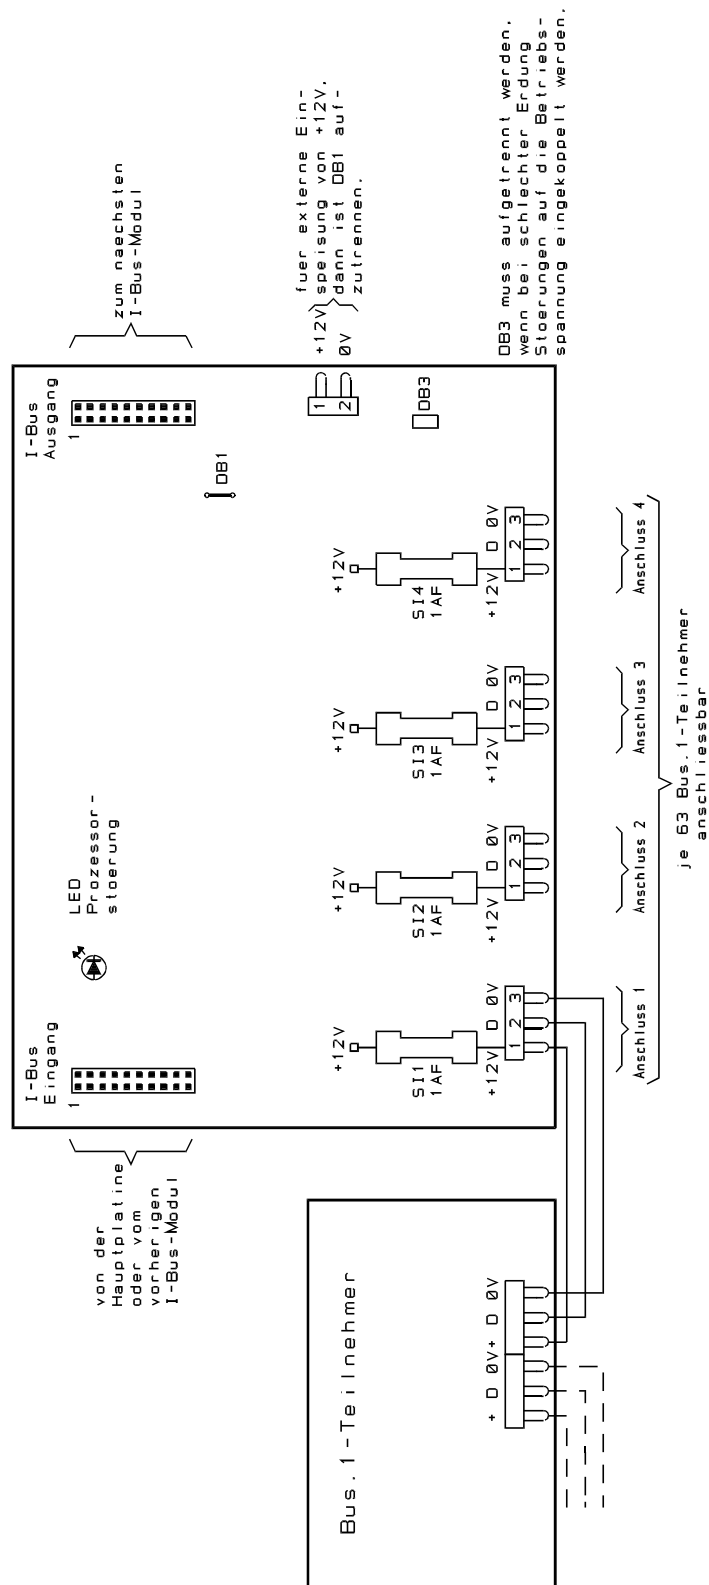 von der
Hauptplatine
oder vom
vorherigen
I-Bus-Modul
zum naechsten
I-Bus-Modul
I-Bus
Eingang
1
LED
Prozessor-
stoerung
I-Bus
Ausgang
1
DB1
fuer externe Ein-
speisung von +12V,
dann ist DB1 auf-
zutrennen.
+12V
0V
1
2
DB3
DB3 muss aufgetrennt werden,
wenn bei schlechter Erdung
Stoerungen auf die Betriebs-
spannung eingekoppelt werden.
+12V
SI1
1AF
+12V D 0V
1 2 3
+12V
SI2
1AF
+12V D 0V
1 2 3
+12V
SI3
1AF
+12V D 0V
1 2 3
+12V
SI4
1AF
+12V D 0V
1 2 3
Anschluss 1
Anschluss 2
Anschluss 3
Anschluss 4
je 63 Bus.1-Teilnehmer
anschliessbar
Bus.1-Teilnehmer
+ D 0V + D 0V